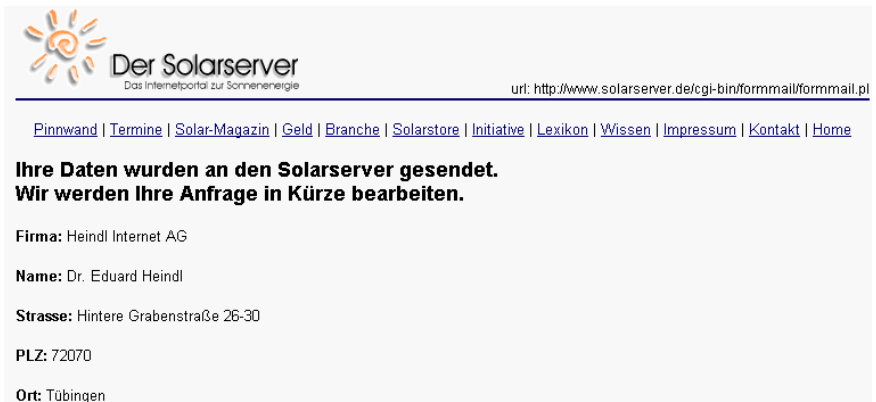 Der Solarserver
Das Internetportal zur Sonnenenergie
url: http://www.solarserver.de/cgi-bin/formmail/formmail.pl
Pinnwand | Termine | Solar-Magazin | Geld | Branche | Solarstore | Initiative | Lexikon | Wissen | Impressum | Kontakt | Home
Ihre Daten wurden an den Solarserver gesendet.
Wir werden Ihre Anfrage in Kürze bearbeiten.
Firma: Heindl Internet AG
Name: Dr. Eduard Heindl
Strasse: Hintere Grabenstraße 26-30
PLZ: 72070
Ort: Tübingen